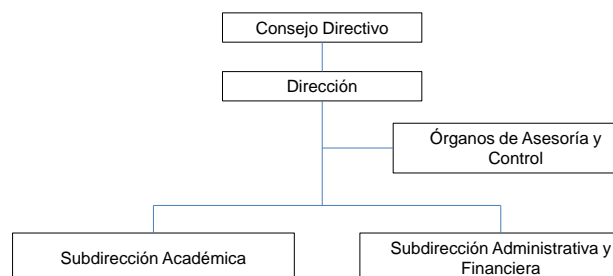 Consejo Directivo
Dirección
Órganos de Asesoría y
Control
Subdirección Académica
Subdirección Administrativa y
Financiera